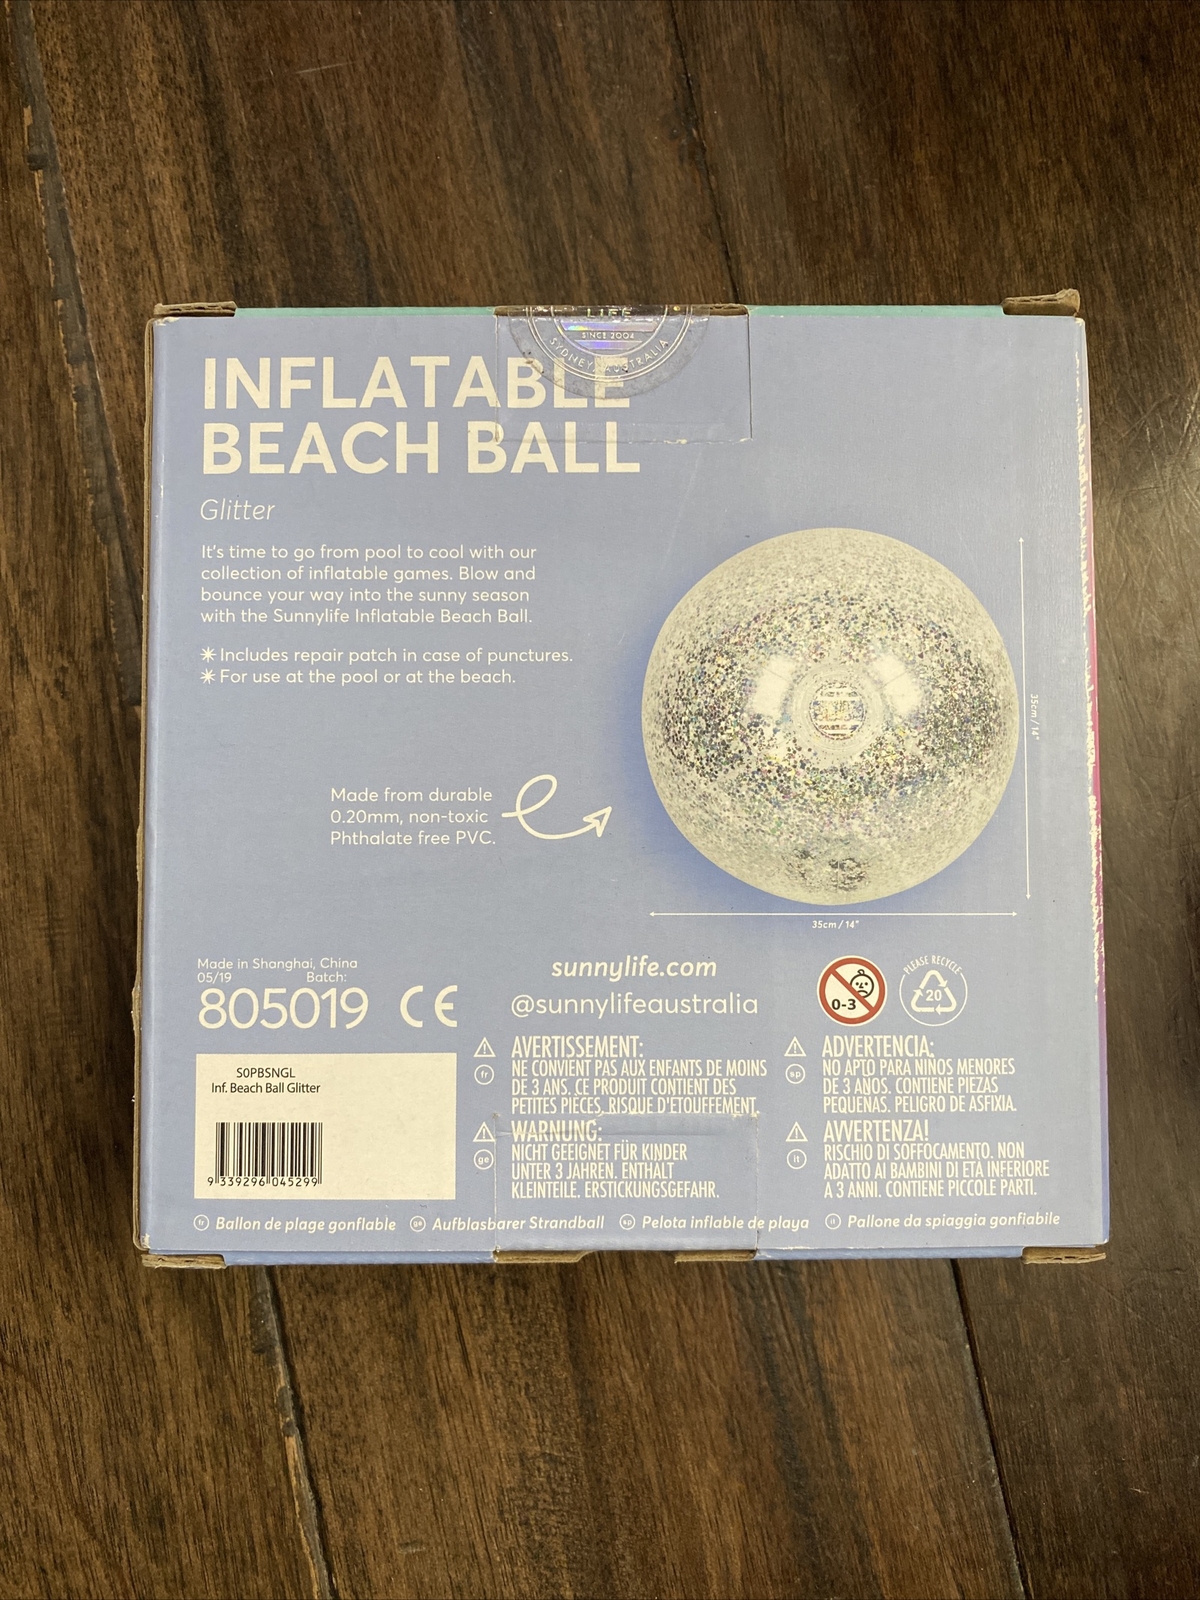 LIFE
SINCE 2004
SYDNEY, AUSTRALIA
INFLATABLE
BEACH BALL
Glitter
It's time to go from pool to cool with our
collection of inflatable games. Blow and
bounce your way into the sunny season
with the Sunnylife Inflatable Beach Ball.
✴ Includes repair patch in case of punctures.
✴ For use at the pool or at the beach.
Made from durable
0.20mm, non-toxic
Phthalate free PVC.
35cm / 14"
35cm / 14"
Made in Shanghai, China
05/19 Batch:
805019 CE
sunnylife.com
@sunnylifeaustralia
0-3
PLEASE RECYCLE
20
S0PBSNGL
Inf. Beach Ball Glitter
9 339296 045299
fr
AVERTISSEMENT:
NE CONVIENT PAS AUX ENFANTS DE MOINS
DE 3 ANS. CE PRODUIT CONTIENT DES
PETITES PIÈCES, RISQUE D'ETOUFFEMENT.
sp
ADVERTENCIA:
NO APTO PARA NIÑOS MENORES
DE 3 AÑOS. CONTIENE PIEZAS
PEQUENAS. PELIGRO DE ASFIXIA.
ge
WARNUNG:
NICHT GEEIGNET FÜR KINDER
UNTER 3 JAHREN. ENTHÄLT
KLEINTEILE. ERSTICKUNGSGEFAHR.
it
AVVERTENZA!
RISCHIO DI SOFFOCAMENTO. NON
ADATTO AI BAMBINI DI ETA INFERIORE
A 3 ANNI. CONTIENE PICCOLE PARTI.
fr Ballon de plage gonflable ge Aufblasbarer Strandball sp Pelota inflable de playa it Pallone da spiaggia gonfiabile